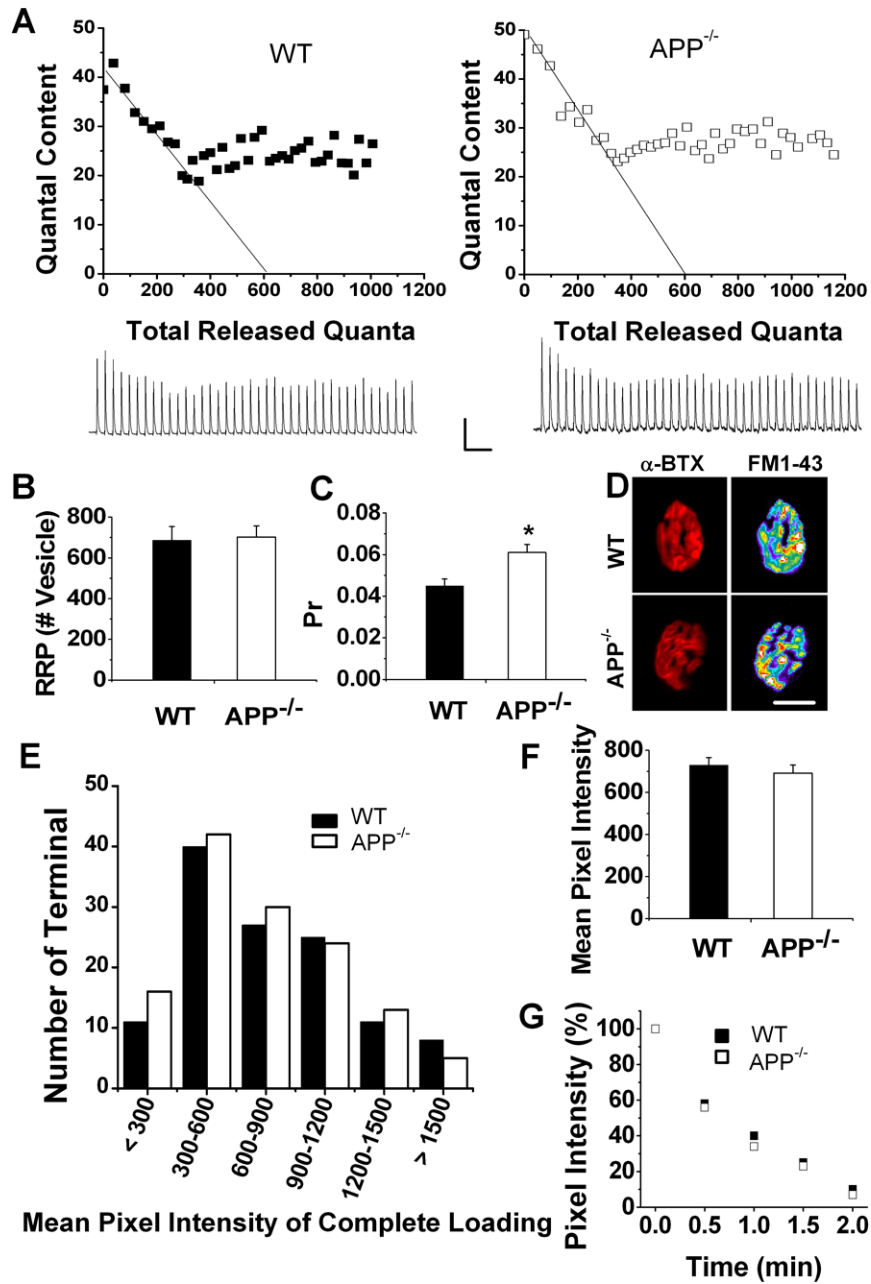 A
WT
Quantal Content
50
40
30
20
10
0
0 200 400 600 800 1000 1200
Total Released Quanta
APP-/-
Quantal Content
50
40
30
20
10
0
0 200 400 600 800 1000 1200
Total Released Quanta
B
RRP (# Vesicle)
800
600
400
200
0
WT APP-/-
C
Pr
0.08
0.06
0.04
0.02
0.00
*
WT APP-/-
D
α-BTX FM1-43
WT
APP-/-
E
Number of Terminal
50
40
30
20
10
0
WT
APP-/-
< 300
300-600
600-900
900-1200
1200-1500
> 1500
Mean Pixel Intensity of Complete Loading
F
Mean Pixel Intensity
800
600
400
200
0
WT APP-/-
G
Pixel Intensity (%)
100
80
60
40
20
0
WT
APP-/-
0.0 0.5 1.0 1.5 2.0
Time (min)